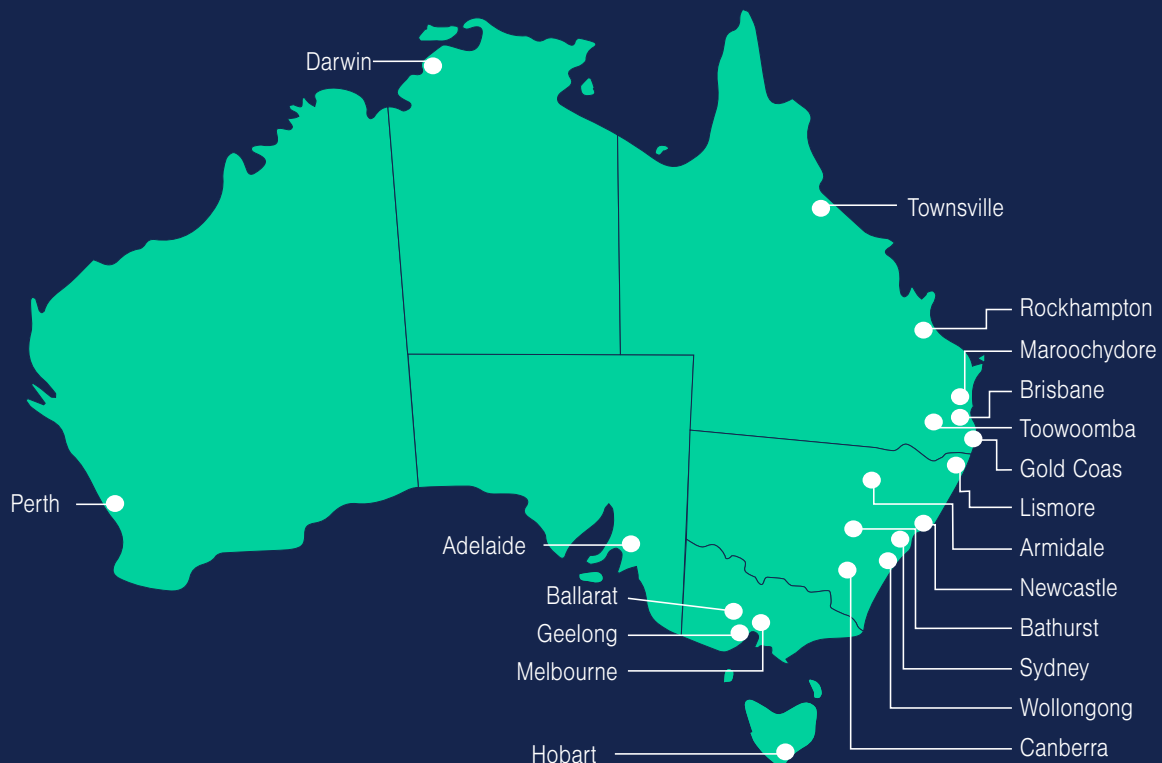 Darwin
Townsville
Rockhampton
Maroochydore
Brisbane
Toowoomba
Gold Coas
Lismore
Perth
Adelaide
Armidale
Newcastle
Ballarat
Bathurst
Geelong
Sydney
Melbourne
Wollongong
Canberra
Hobart